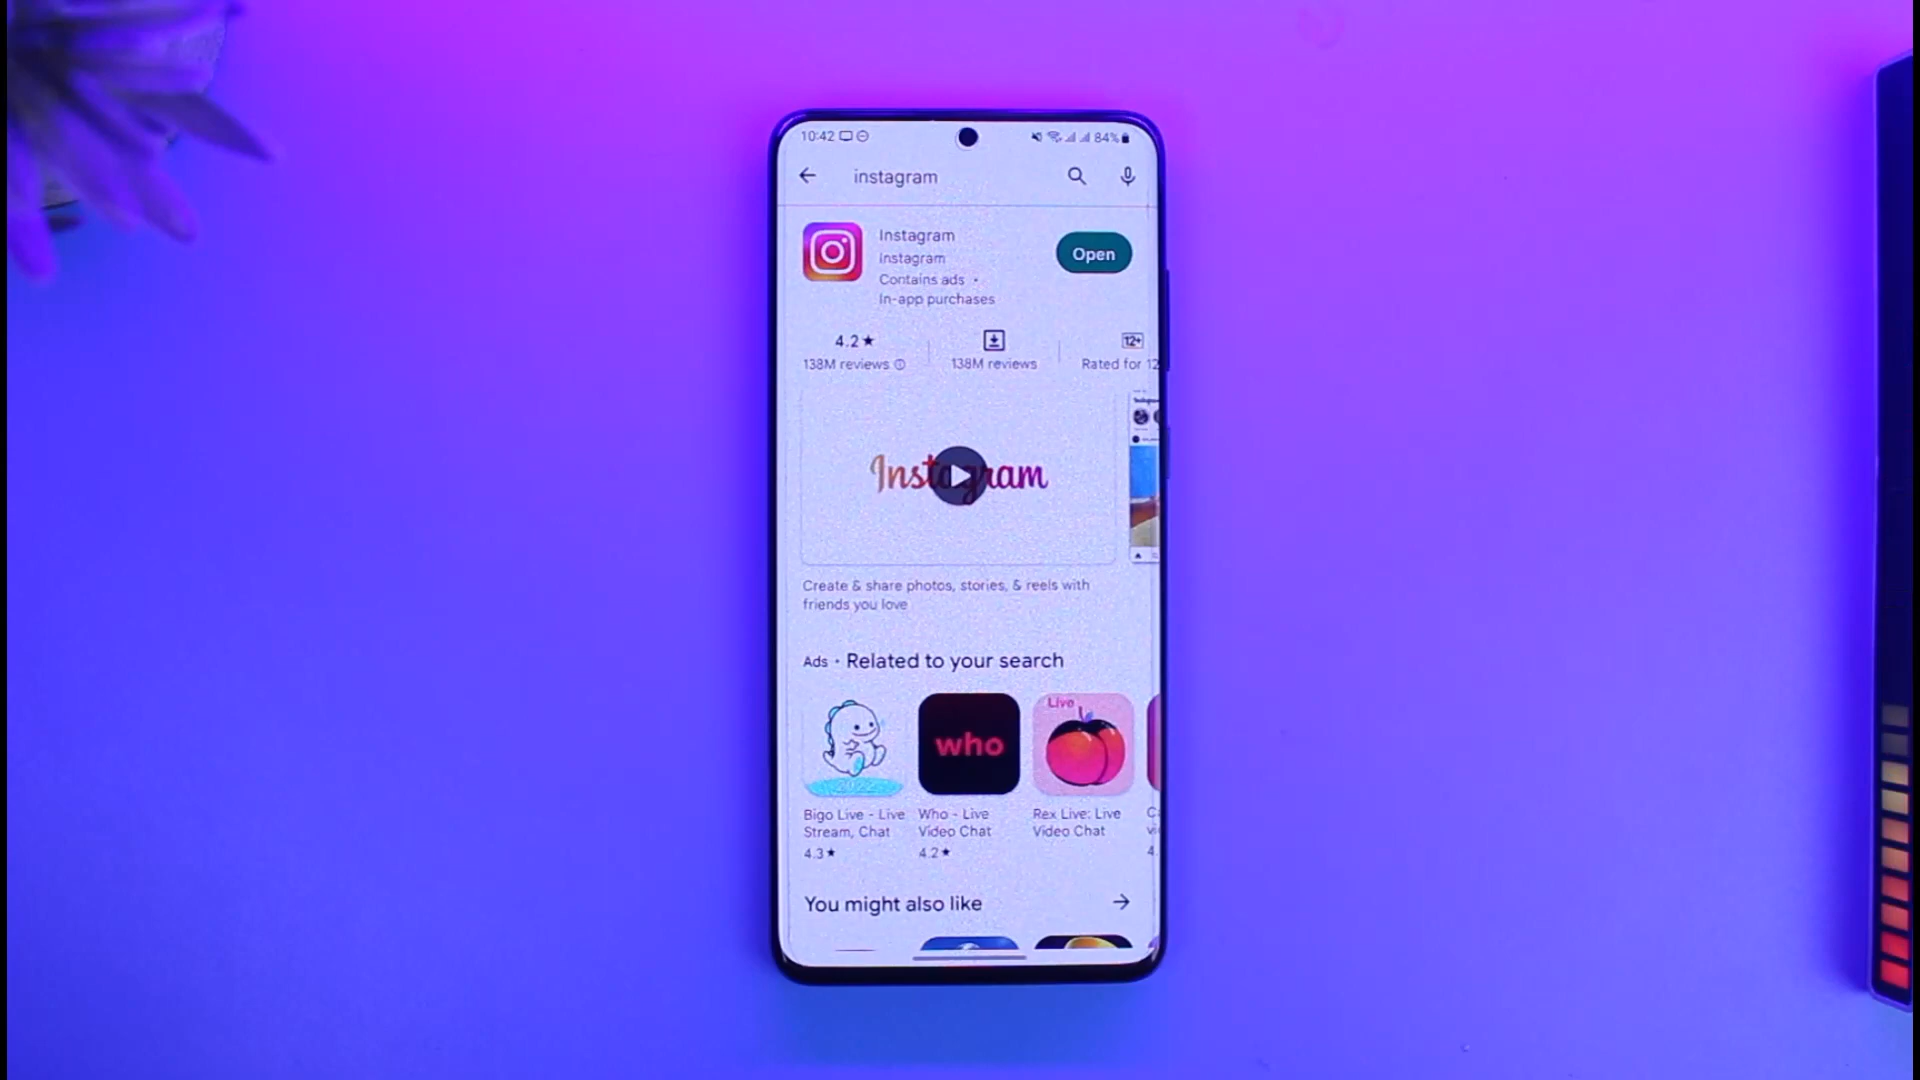 10:42 84%
instagram
Instagram
Instagram
Contains ads •
In-app purchases
Open
4.2★
138M reviews
138M reviews
12+
Rated for 12
Instagram
Create & share photos, stories, & reels with
friends you love
Ads • Related to your search
who
Live
Bigo Live - Live
Stream, Chat
4.3★
Who - Live
Video Chat
4.2★
Rex Live: Live
Video Chat
You might also like